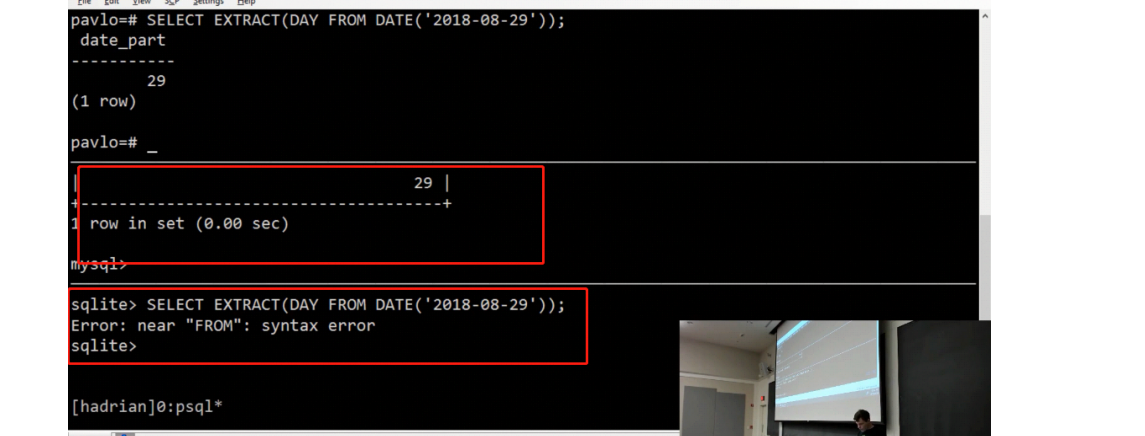 File Edit View SCP Settings Help
pavlo=# SELECT EXTRACT(DAY FROM DATE('2018-08-29'));
date_part
-----------
29
(1 row)
pavlo=# _
| 29 |
+--------------------------------------+
1 row in set (0.00 sec)
mysql>
sqlite> SELECT EXTRACT(DAY FROM DATE('2018-08-29'));
Error: near "FROM": syntax error
sqlite>
[hadrian]0:psql*